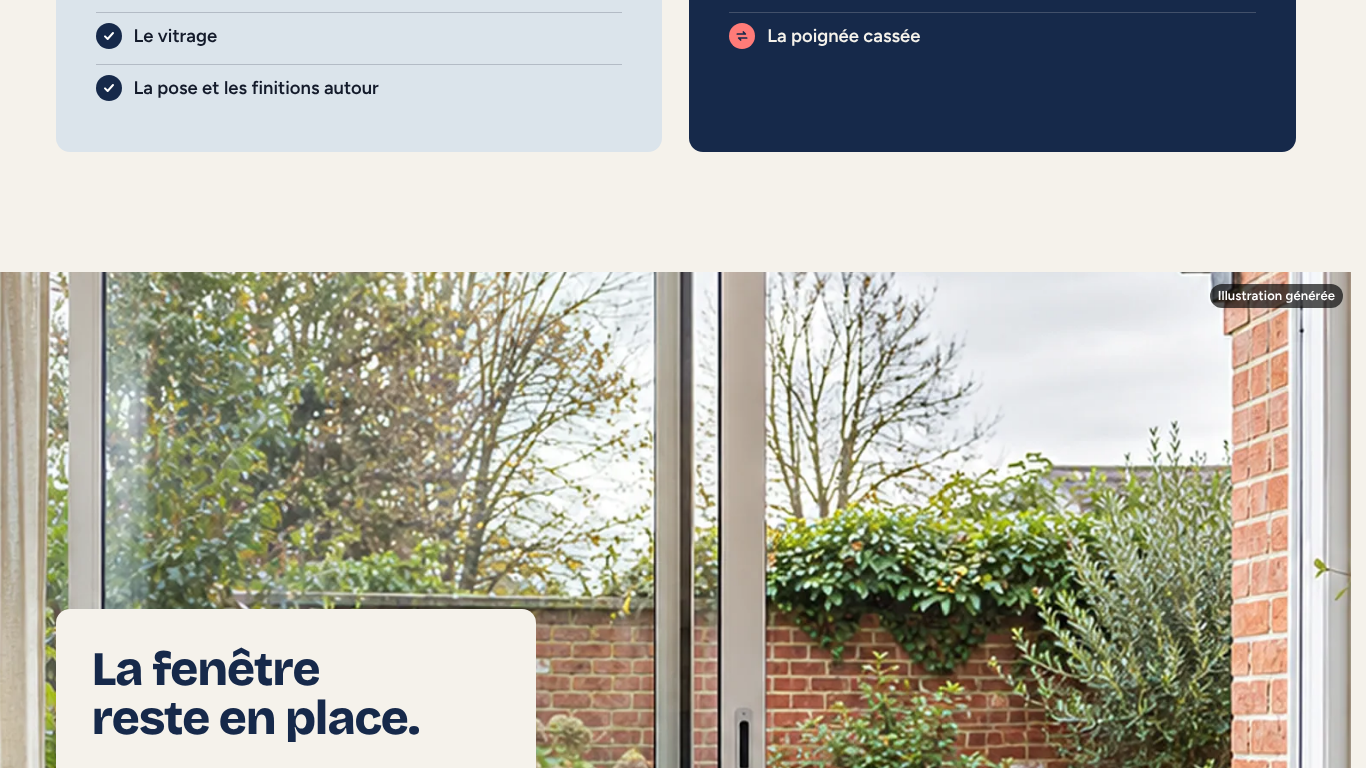 Le vitrage
La pose et les finitions autour
La poignée cassée
Illustration générée
La fenêtre
reste en place.